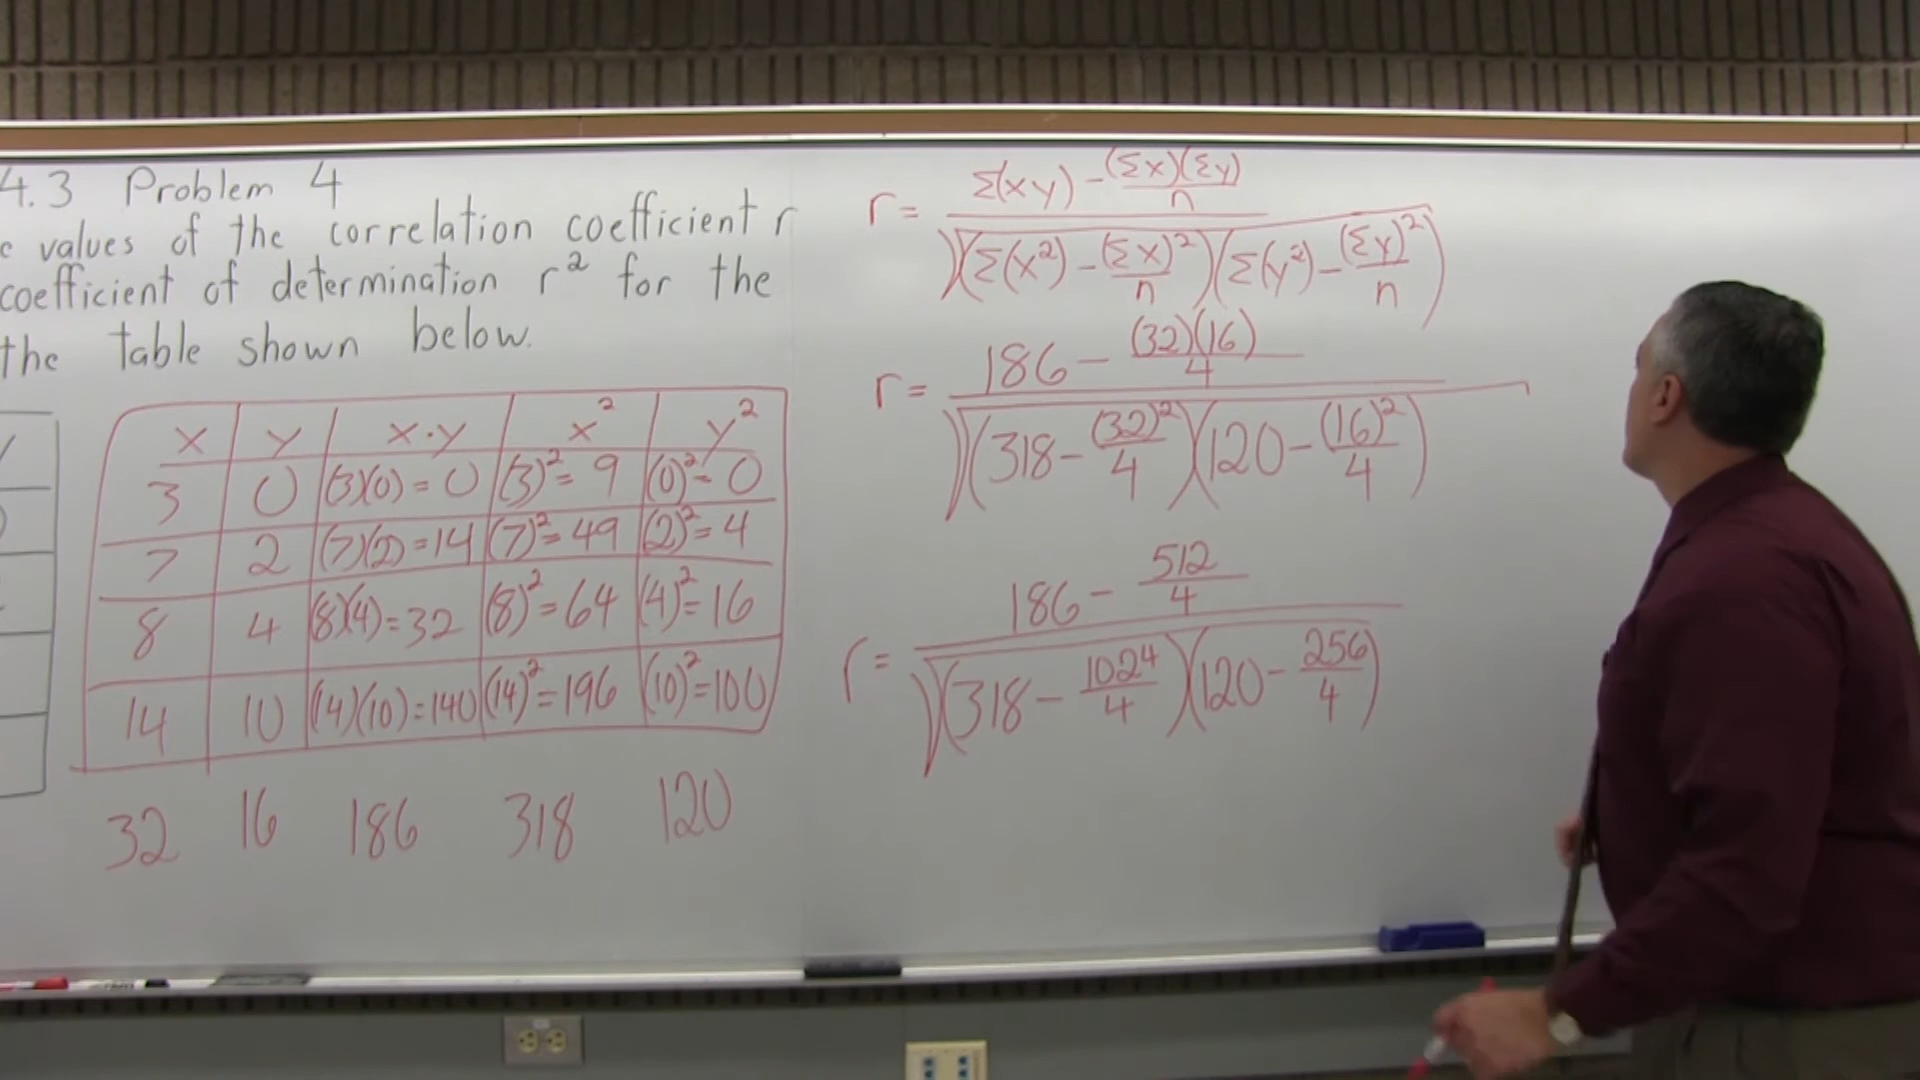 4.3 Problem 4
values of the correlation coefficient r
coefficient of determination r² for the
the table shown below.
x y x·y x² y²
3 0 (3)(0) = 0 (3)² = 9 (0)² = 0
7 2 (7)(2) = 14 (7)² = 49 (2)² = 4
8 4 (8)(4) = 32 (8)² = 64 (4)² = 16
14 10 (14)(10) = 140 (14)² = 196 (10)² = 100
32 16 186 318 120
r = (Σ(xy) - (Σx)(Σy)/n) / √((Σ(x²) - (Σx)²/n)(Σ(y²) - (Σy)²/n))
r = (186 - (32)(16)/4) / √((318 - (32)²/4)(120 - (16)²/4))
r = (186 - 512/4) / √((318 - 1024/4)(120 - 256/4))